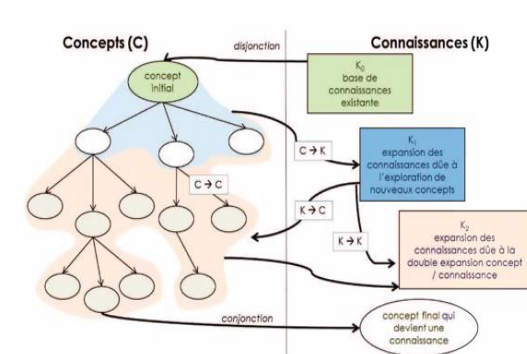 Concepts (C)
disjonction
Connaissances (K)
K0
base de
connaissances
existante
concept
initial
C → K
K1
expansion des
connaissances dûe à
l'exploration de
nouveaux concepts
C → C
K → C
K → K
K2
expansion des
connaissances dûe à la
double expansion concept
/ connaissance
conjonction
concept final qui
devient une
connaissance